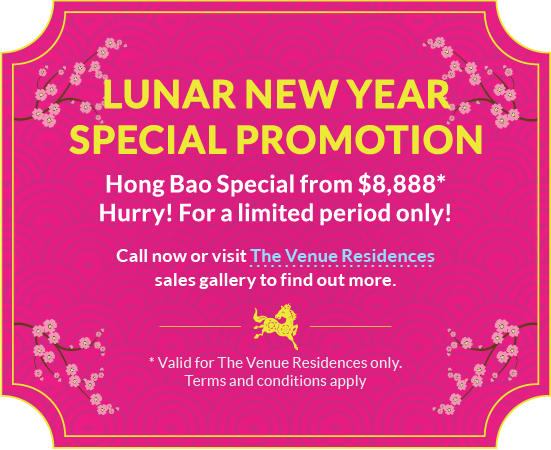 LUNAR NEW YEAR
SPECIAL PROMOTION
Hong Bao Special from $8,888*
Hurry! For a limited period only!
Call now or visit The Venue Residences
sales gallery to find out more.
* Valid for The Venue Residences only.
Terms and conditions apply